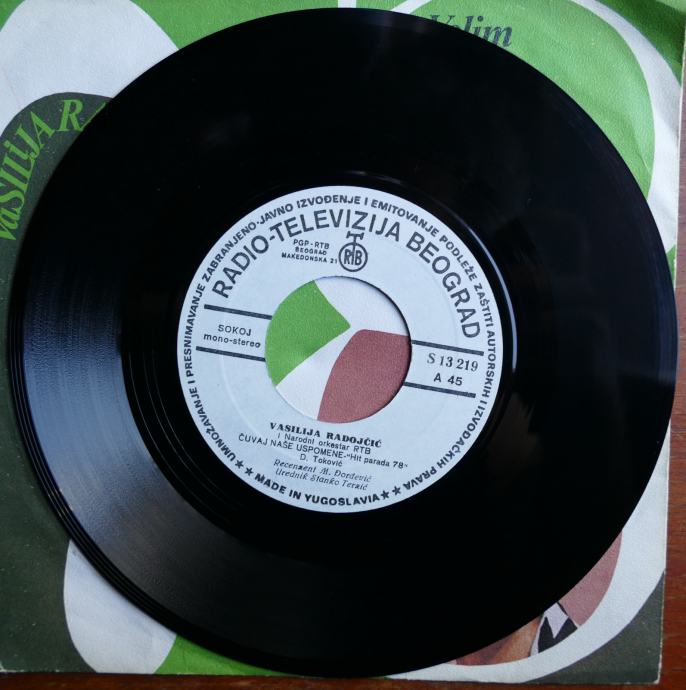 Volim
VASILIJA RA
UMNOŽAVANJE I PRESNIMAVANJE ZABRANJENO-JAVNO IZVOĐENJE I EMITOVANJE PODLEŽE ZAŠTITI AUTORSKIH I IZVOĐAČKIH PRAVA
RADIO-TELEVIZIJA BEOGRAD
PGP-RTB
BEOGRAD
MAKEDONSKA 21
RTB
SOKOJ
mono-stereo
S 13 219
A 45
VASILIJA RADOJČIĆ
i Narodni orkestar RTB
ČUVAJ NAŠE USPOMENE-"Hit parada 78"
D. Toković
Recenzent M. Đorđević
Urednik Stanko Terzić
★★ MADE IN YUGOSLAVIA ★★